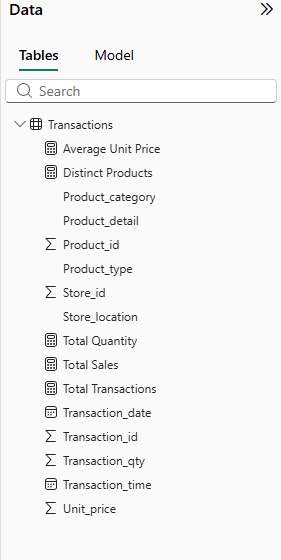 Data
Tables Model
Search
Transactions
Average Unit Price
Distinct Products
Product_category
Product_detail
Product_id
Product_type
Store_id
Store_location
Total Quantity
Total Sales
Total Transactions
Transaction_date
Transaction_id
Transaction_qty
Transaction_time
Unit_price